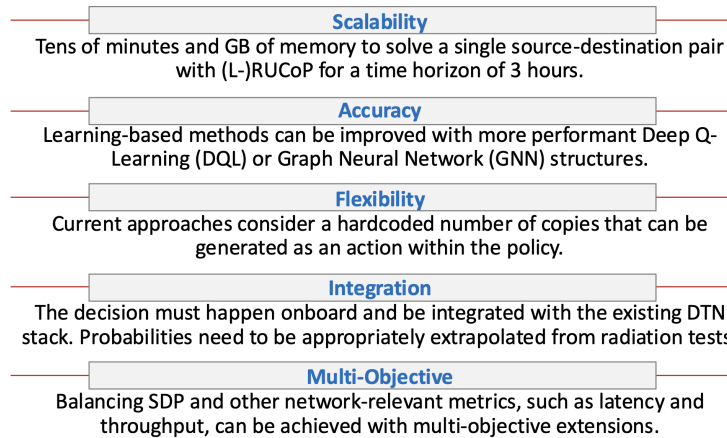 Scalability
Tens of minutes and GB of memory to solve a single source-destination pair
with (L-)RUCoP for a time horizon of 3 hours.
Accuracy
Learning-based methods can be improved with more performant Deep Q-
Learning (DQL) or Graph Neural Network (GNN) structures.
Flexibility
Current approaches consider a hardcoded number of copies that can be
generated as an action within the policy.
Integration
The decision must happen onboard and be integrated with the existing DTN
stack. Probabilities need to be appropriately extrapolated from radiation tests
Multi-Objective
Balancing SDP and other network-relevant metrics, such as latency and
throughput, can be achieved with multi-objective extensions.